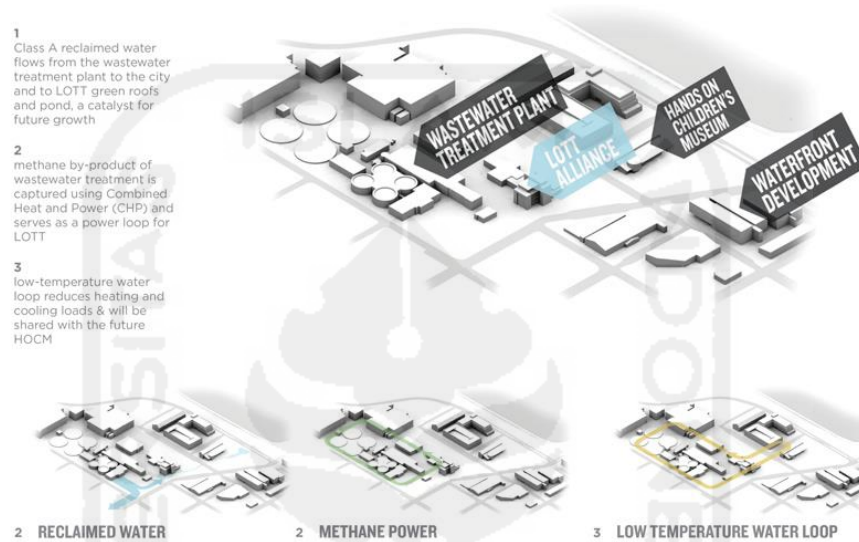 1
Class A reclaimed water
flows from the wastewater
treatment plant to the city
and to LOTT green roofs
and pond, a catalyst for
future growth
2
methane by-product of
wastewater treatment is
captured using Combined
Heat and Power (CHP) and
serves as a power loop for
LOTT
3
low-temperature water
loop reduces heating and
cooling loads & will be
shared with the future
HOCM
WASTEWATER
TREATMENT PLANT
LOTT
ALLIANCE
HANDS ON
CHILDREN'S
MUSEUM
WATERFRONT
DEVELOPMENT
2 RECLAIMED WATER
2 METHANE POWER
3 LOW TEMPERATURE WATER LOOP